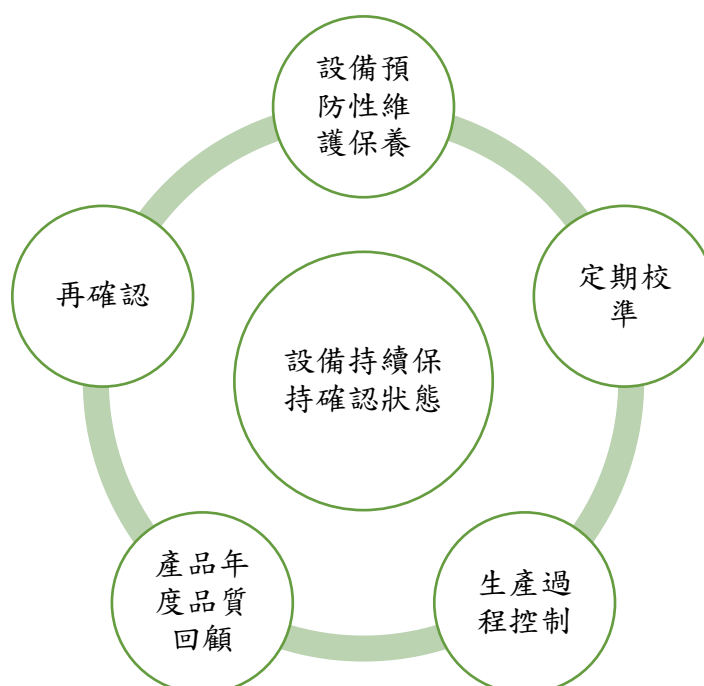 設備預
防性維
護保養
再確認
定期校
準
設備持續保
持確認狀態
產品年
度品質
回顧
生產過
程控制